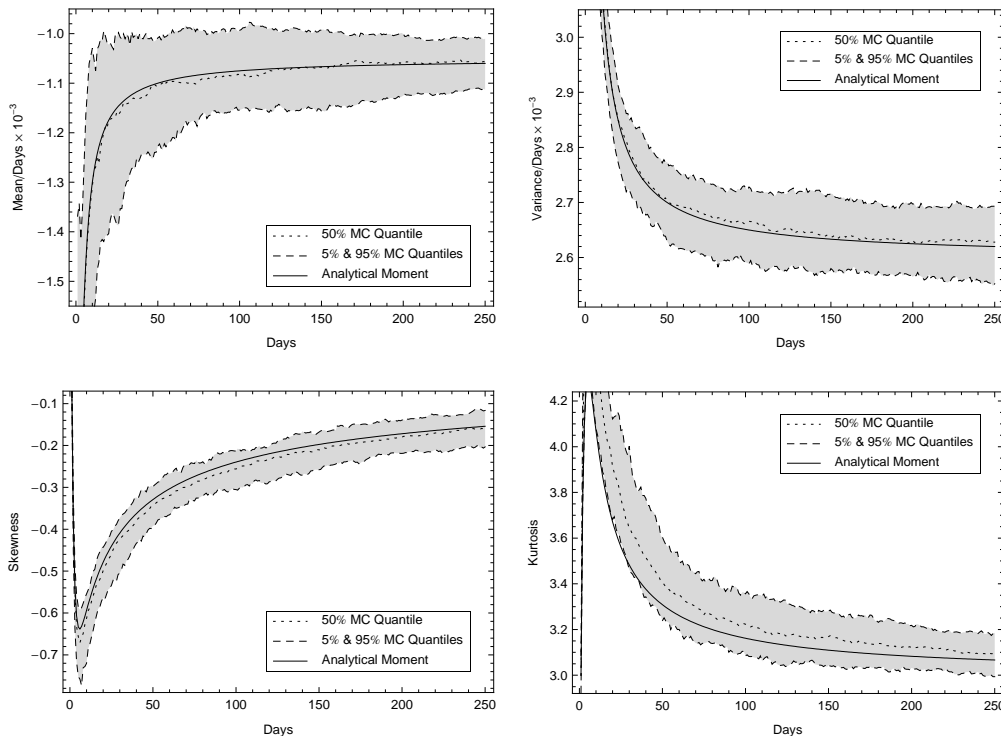 −1.0
−1.1
−1.2
−1.3
−1.4
−1.5
Mean/Days × 10−3
50% MC Quantile
5% & 95% MC Quantiles
Analytical Moment
0 50 100 150 200 250
Days
3.0
2.9
2.8
2.7
2.6
Variance/Days × 10−3
50% MC Quantile
5% & 95% MC Quantiles
Analytical Moment
0 50 100 150 200 250
Days
−0.1
−0.2
−0.3
−0.4
−0.5
−0.6
−0.7
Skewness
50% MC Quantile
5% & 95% MC Quantiles
Analytical Moment
0 50 100 150 200 250
Days
4.2
4.0
3.8
3.6
3.4
3.2
3.0
Kurtosis
50% MC Quantile
5% & 95% MC Quantiles
Analytical Moment
0 50 100 150 200 250
Days